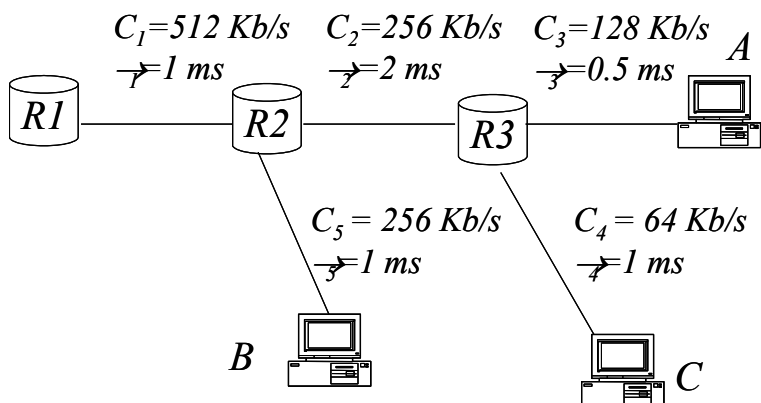 C₁=512 Kb/s C₂=256 Kb/s C₃=128 Kb/s
→₁=1 ms →₂=2 ms →₃=0.5 ms
A
R1 R2 R3
C₅ = 256 Kb/s C₄ = 64 Kb/s
→₅=1 ms →₄=1 ms
B C